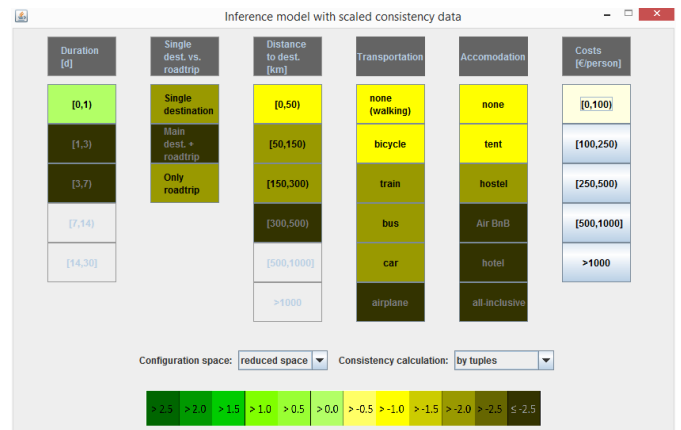 Inference model with scaled consistency data
Duration
[d]
Single
dest. vs.
roadtrip
Distance
to dest.
[km]
Transportation
Accomodation
Costs
[€/person]
[0,1)
[1,3)
[3,7)
[7,14)
[14,30]
Single
destination
Main
dest. +
roadtrip
Only
roadtrip
[0,50)
[50,150)
[150,300)
[300,500)
[500,1000]
>1000
none
(walking)
bicycle
train
bus
car
airplane
none
tent
hostel
Air BnB
hotel
all-inclusive
[0,100)
[100,250)
[250,500)
[500,1000]
>1000
Configuration space: reduced space Consistency calculation: by tuples
> 2.5 > 2.0 > 1.5 > 1.0 > 0.5 > 0.0 > -0.5 > -1.0 > -1.5 > -2.0 > -2.5 ≤ -2.5